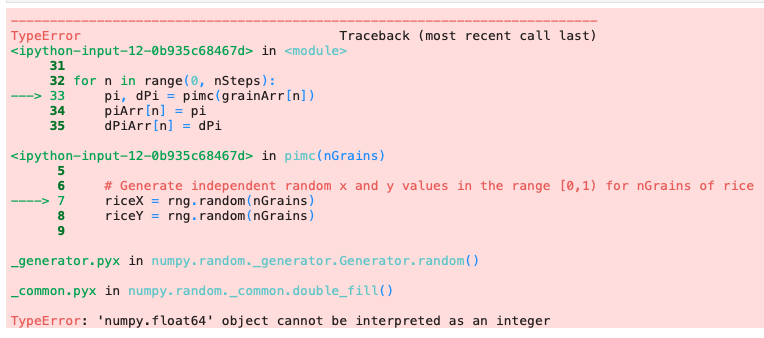 ---------------------------------------------------------------------------
TypeError                                 Traceback (most recent call last)
<ipython-input-12-0b935c68467d> in <module>
     31
     32 for n in range(0, nSteps):
---> 33     pi, dPi = pimc(grainArr[n])
     34     piArr[n] = pi
     35     dPiArr[n] = dPi
<ipython-input-12-0b935c68467d> in pimc(nGrains)
      5
      6     # Generate independent random x and y values in the range [0,1) for nGrains of rice
----> 7     riceX = rng.random(nGrains)
      8     riceY = rng.random(nGrains)
      9
_generator.pyx in numpy.random._generator.Generator.random()
_common.pyx in numpy.random._common.double_fill()
TypeError: 'numpy.float64' object cannot be interpreted as an integer